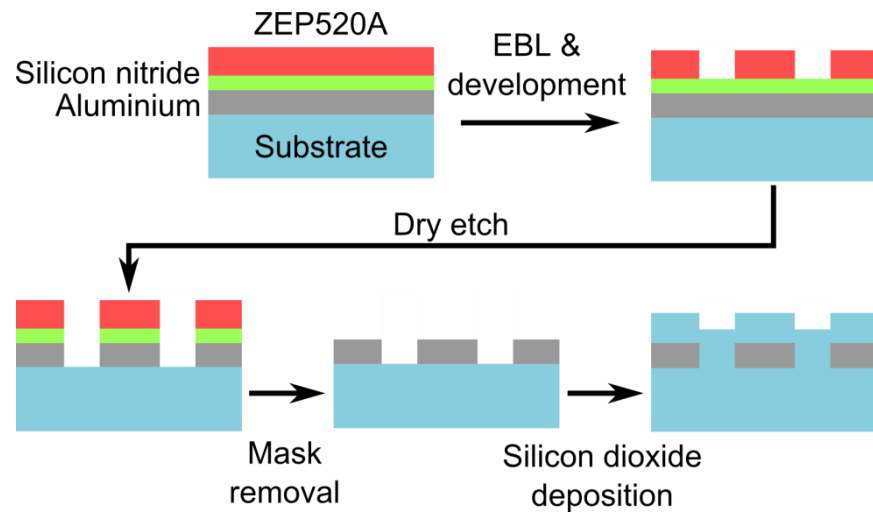 ZEP520A
Silicon nitride
Aluminium
Substrate
EBL &
development
Dry etch
Mask
removal
Silicon dioxide
deposition